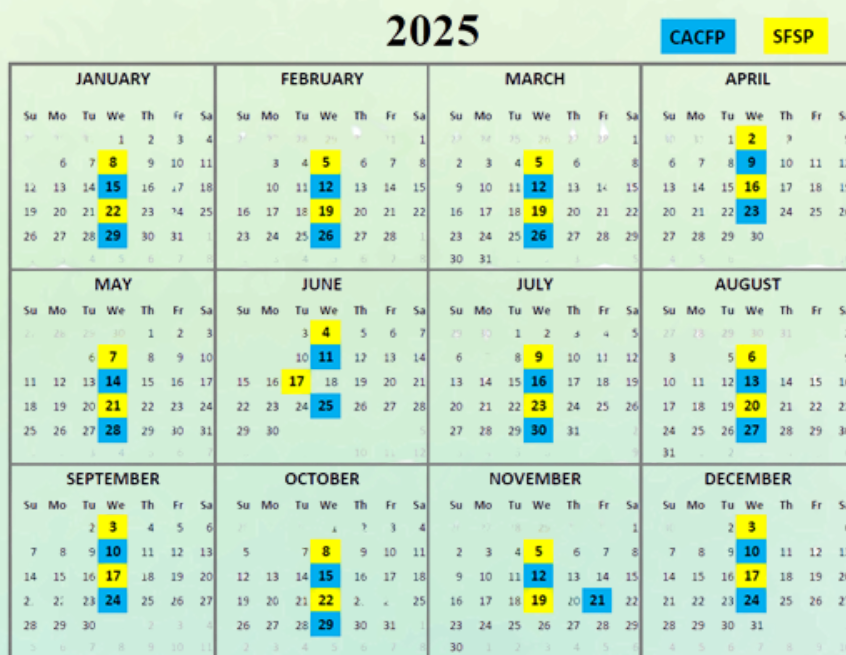 2025 CACFP SFSP
JANUARY FEBRUARY MARCH APRIL
Su Mo Tu We Th Fr Sa Su Mo Tu We Th Fr Sa Su Mo Tu We Th Fr Sa Su Mo Tu We Th Fr
1 2 3 4 1 1 1 2
6 7 8 9 10 11 3 4 5 6 7 8 2 3 4 5 6 8 6 7 8 9 10 11
12 13 14 15 16 17 18 10 11 12 13 14 15 9 10 11 12 13 15 13 14 15 16 17 18
19 20 21 22 23 24 25 16 17 18 19 20 21 22 16 17 18 19 20 21 22 20 21 22 23 24 25
26 27 28 29 30 31 23 24 25 26 27 28 23 24 25 26 27 28 29 27 28 29 30
30 31
MAY JUNE JULY AUGUST
Su Mo Tu We Th Fr Sa Su Mo Tu We Th Fr Sa Su Mo Tu We Th Fr Sa Su Mo Tu We Th Fr
1 2 3 3 4 5 6 7 1 2 3 4 5
6 7 8 9 10 10 11 12 13 14 6 8 9 10 11 12 3 5 6 7 8
11 12 13 14 15 16 17 15 16 17 18 19 20 21 13 14 15 16 17 18 19 10 11 12 13 14 15
18 19 20 21 22 23 24 22 23 24 25 26 27 28 20 21 22 23 24 25 26 17 18 19 20 21 22
25 26 27 28 29 30 31 29 30 27 28 29 30 31 24 25 26 27 28 29
31
SEPTEMBER OCTOBER NOVEMBER DECEMBER
Su Mo Tu We Th Fr Sa Su Mo Tu We Th Fr Sa Su Mo Tu We Th Fr Sa Su Mo Tu We Th Fr
2 3 4 5 6 3 4 1 2 3 4 5
7 8 9 10 11 12 13 5 7 8 9 10 11 2 3 4 5 6 7 8 7 8 9 10 11 12
14 15 16 17 18 19 20 12 13 14 15 16 17 18 9 10 11 12 13 14 15 14 15 16 17 18 19
23 24 25 26 27 19 20 21 22 25 16 17 18 19 20 21 22 21 22 23 24 25 26
28 29 30 26 27 28 29 30 31 23 24 25 26 27 28 29 28 29 30 31
30